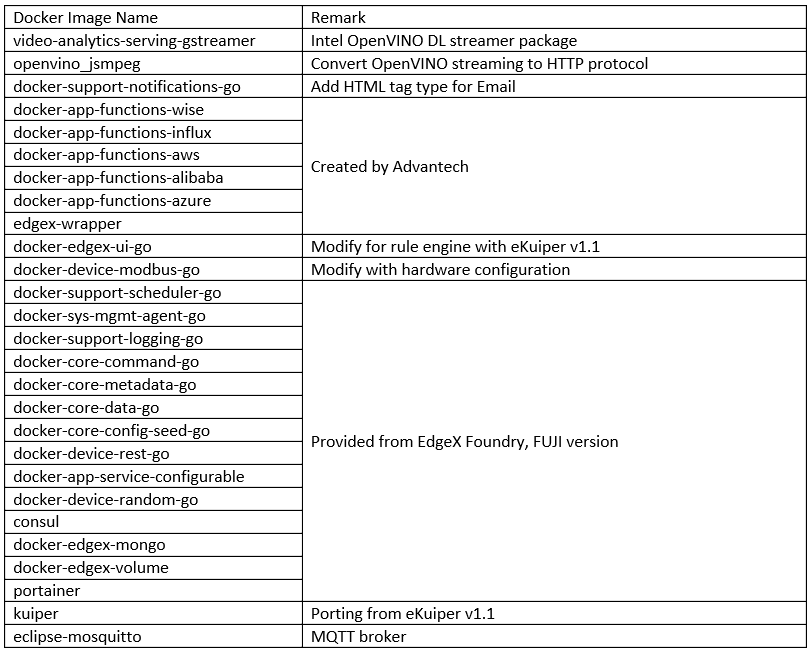 Docker Image Name Remark
video-analytics-serving-gstreamer Intel OpenVINO DL streamer package
openvino_jsmpeg Convert OpenVINO streaming to HTTP protocol
docker-support-notifications-go Add HTML tag type for Email
docker-app-functions-wise
docker-app-functions-influx
docker-app-functions-aws
Created by Advantech
docker-app-functions-alibaba
docker-app-functions-azure
edgex-wrapper
docker-edgex-ui-go Modify for rule engine with eKuiper v1.1
docker-device-modbus-go Modify with hardware configuration
docker-support-scheduler-go
docker-sys-mgmt-agent-go
docker-support-logging-go
docker-core-command-go
docker-core-metadata-go
docker-core-data-go
docker-core-config-seed-go
Provided from EdgeX Foundry, FUJI version
docker-device-rest-go
docker-app-service-configurable
docker-device-random-go
consul
docker-edgex-mongo
docker-edgex-volume
portainer
kuiper Porting from eKuiper v1.1
eclipse-mosquitto MQTT broker